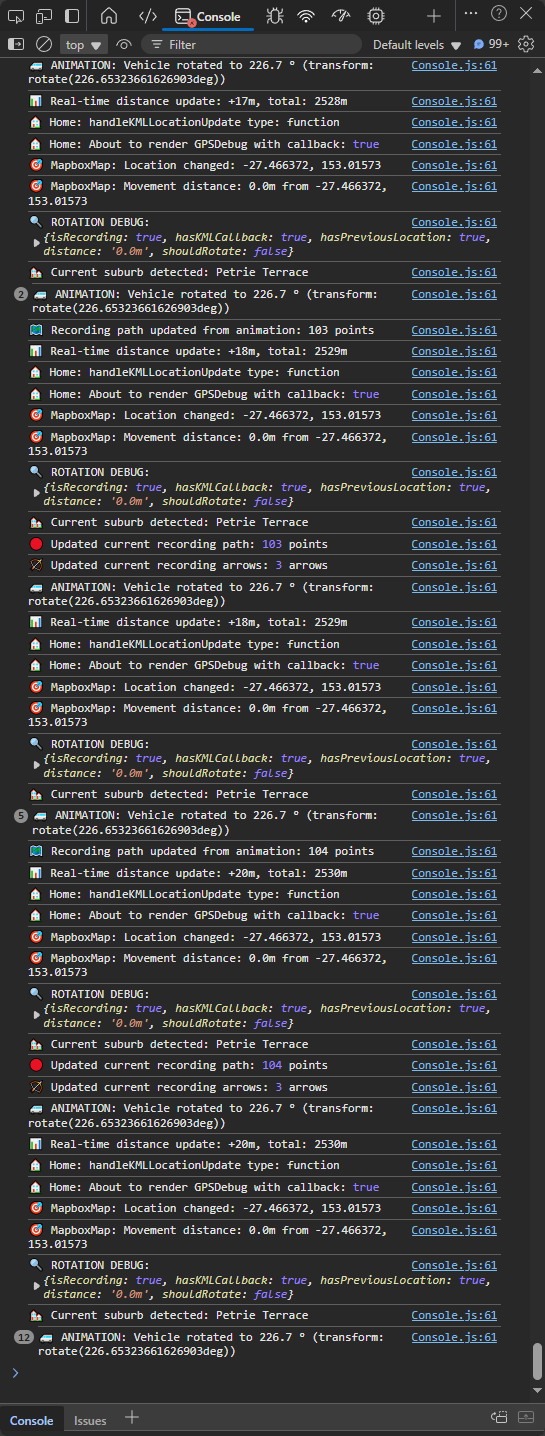 Console
top
Filter
Default levels
99+
ANIMATION: Vehicle rotated to 226.7 ° (transform: Console.js:61
rotate(226.65323661626903deg))
Real-time distance update: +17m, total: 2528m Console.js:61
Home: handleKMLLocationUpdate type: function Console.js:61
Home: About to render GPSDebug with callback: true Console.js:61
MapboxMap: Location changed: -27.466372, 153.01573 Console.js:61
MapboxMap: Movement distance: 0.0m from -27.466372, Console.js:61
153.01573
ROTATION DEBUG: Console.js:61
{isRecording: true, hasKMLCallback: true, hasPreviousLocation: true,
distance: '0.0m', shouldRotate: false}
Current suburb detected: Petrie Terrace Console.js:61
2 ANIMATION: Vehicle rotated to 226.7 ° (transform: Console.js:61
rotate(226.65323661626903deg))
Recording path updated from animation: 103 points Console.js:61
Real-time distance update: +18m, total: 2529m Console.js:61
Home: handleKMLLocationUpdate type: function Console.js:61
Home: About to render GPSDebug with callback: true Console.js:61
MapboxMap: Location changed: -27.466372, 153.01573 Console.js:61
MapboxMap: Movement distance: 0.0m from -27.466372, Console.js:61
153.01573
ROTATION DEBUG: Console.js:61
{isRecording: true, hasKMLCallback: true, hasPreviousLocation: true,
distance: '0.0m', shouldRotate: false}
Current suburb detected: Petrie Terrace Console.js:61
Updated current recording path: 103 points Console.js:61
Updated current recording arrows: 3 arrows Console.js:61
ANIMATION: Vehicle rotated to 226.7 ° (transform: Console.js:61
rotate(226.65323661626903deg))
Real-time distance update: +18m, total: 2529m Console.js:61
Home: handleKMLLocationUpdate type: function Console.js:61
Home: About to render GPSDebug with callback: true Console.js:61
MapboxMap: Location changed: -27.466372, 153.01573 Console.js:61
MapboxMap: Movement distance: 0.0m from -27.466372, Console.js:61
153.01573
ROTATION DEBUG: Console.js:61
{isRecording: true, hasKMLCallback: true, hasPreviousLocation: true,
distance: '0.0m', shouldRotate: false}
Current suburb detected: Petrie Terrace Console.js:61
5 ANIMATION: Vehicle rotated to 226.7 ° (transform: Console.js:61
rotate(226.65323661626903deg))
Recording path updated from animation: 104 points Console.js:61
Real-time distance update: +20m, total: 2530m Console.js:61
Home: handleKMLLocationUpdate type: function Console.js:61
Home: About to render GPSDebug with callback: true Console.js:61
MapboxMap: Location changed: -27.466372, 153.01573 Console.js:61
MapboxMap: Movement distance: 0.0m from -27.466372, Console.js:61
153.01573
ROTATION DEBUG: Console.js:61
{isRecording: true, hasKMLCallback: true, hasPreviousLocation: true,
distance: '0.0m', shouldRotate: false}
Current suburb detected: Petrie Terrace Console.js:61
Updated current recording path: 104 points Console.js:61
Updated current recording arrows: 3 arrows Console.js:61
ANIMATION: Vehicle rotated to 226.7 ° (transform: Console.js:61
rotate(226.65323661626903deg))
Real-time distance update: +20m, total: 2530m Console.js:61
Home: handleKMLLocationUpdate type: function Console.js:61
Home: About to render GPSDebug with callback: true Console.js:61
MapboxMap: Location changed: -27.466372, 153.01573 Console.js:61
MapboxMap: Movement distance: 0.0m from -27.466372, Console.js:61
153.01573
ROTATION DEBUG: Console.js:61
{isRecording: true, hasKMLCallback: true, hasPreviousLocation: true,
distance: '0.0m', shouldRotate: false}
Current suburb detected: Petrie Terrace Console.js:61
12 ANIMATION: Vehicle rotated to 226.7 ° (transform: Console.js:61
rotate(226.65323661626903deg))
Console
Issues